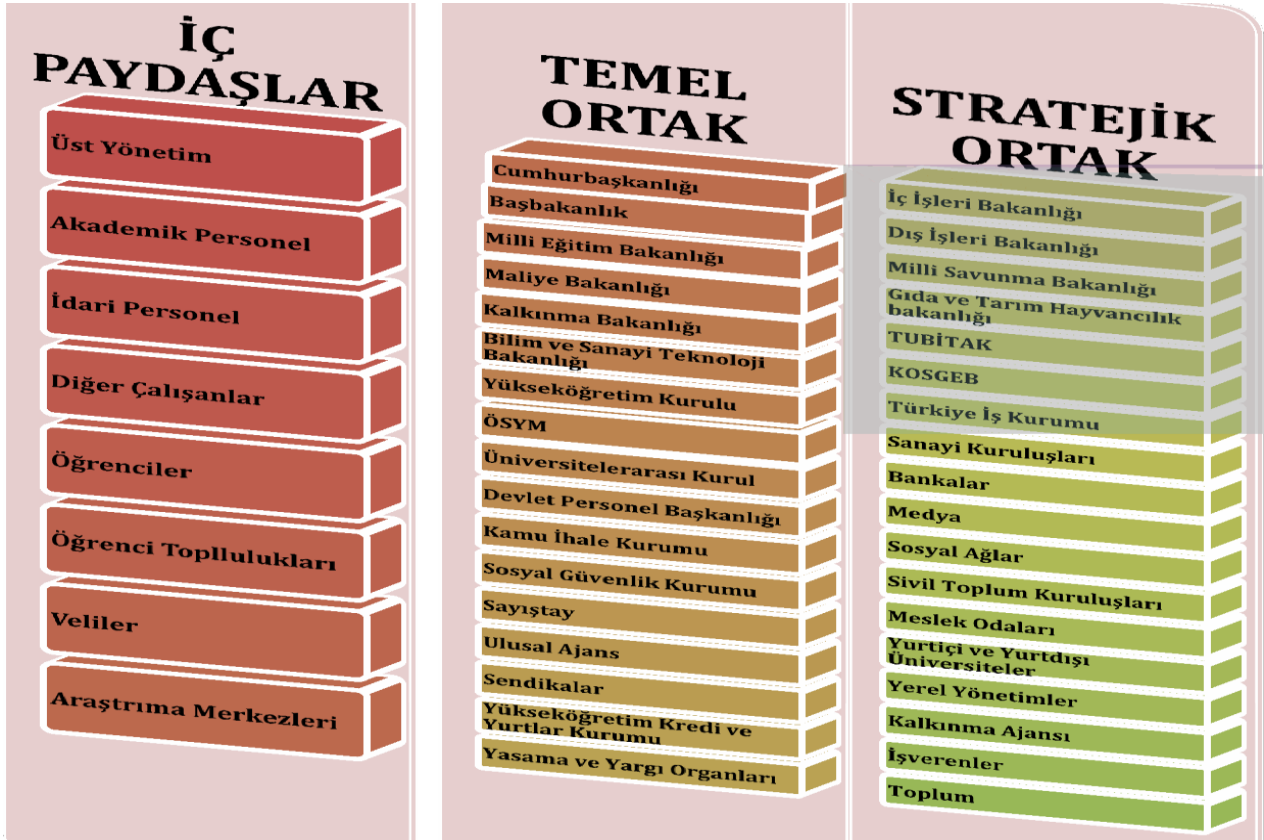 İÇ
PAYDAŞLAR
Üst Yönetim
Akademik Personel
İdari Personel
Diğer Çalışanlar
Öğrenciler
Öğrenci Topllulukları
Veliler
Araştrıma Merkezleri
TEMEL
ORTAK
Cumhurbaşkanlığı
Başbakanlık
Milli Eğitim Bakanlığı
Maliye Bakanlığı
Kalkınma Bakanlığı
Bilim ve Sanayi Teknoloji
Bakanlığı
Yükseköğretim Kurulu
ÖSYM
Üniversitelerarası Kurul
Devlet Personel Başkanlığı
Kamu İhale Kurumu
Sosyal Güvenlik Kurumu
Sayıştay
Ulusal Ajans
Sendikalar
Yükseköğretim Kredi ve
Yurtlar Kurumu
Yasama ve Yargı Organları
STRATEJİK
ORTAK
İç İşleri Bakanlığı
Dış İşleri Bakanlığı
Milli Savunma Bakanlığı
Gıda ve Tarım Hayvancılık
bakanlığı
TUBİTAK
KOSGEB
Türkiye İş Kurumu
Sanayi Kuruluşları
Bankalar
Medya
Sosyal Ağlar
Sivil Toplum Kuruluşları
Meslek Odaları
Yurtiçi ve Yurtdışı
Üniversiteler
Yerel Yönetimler
Kalkınma Ajansı
İşverenler
Toplum